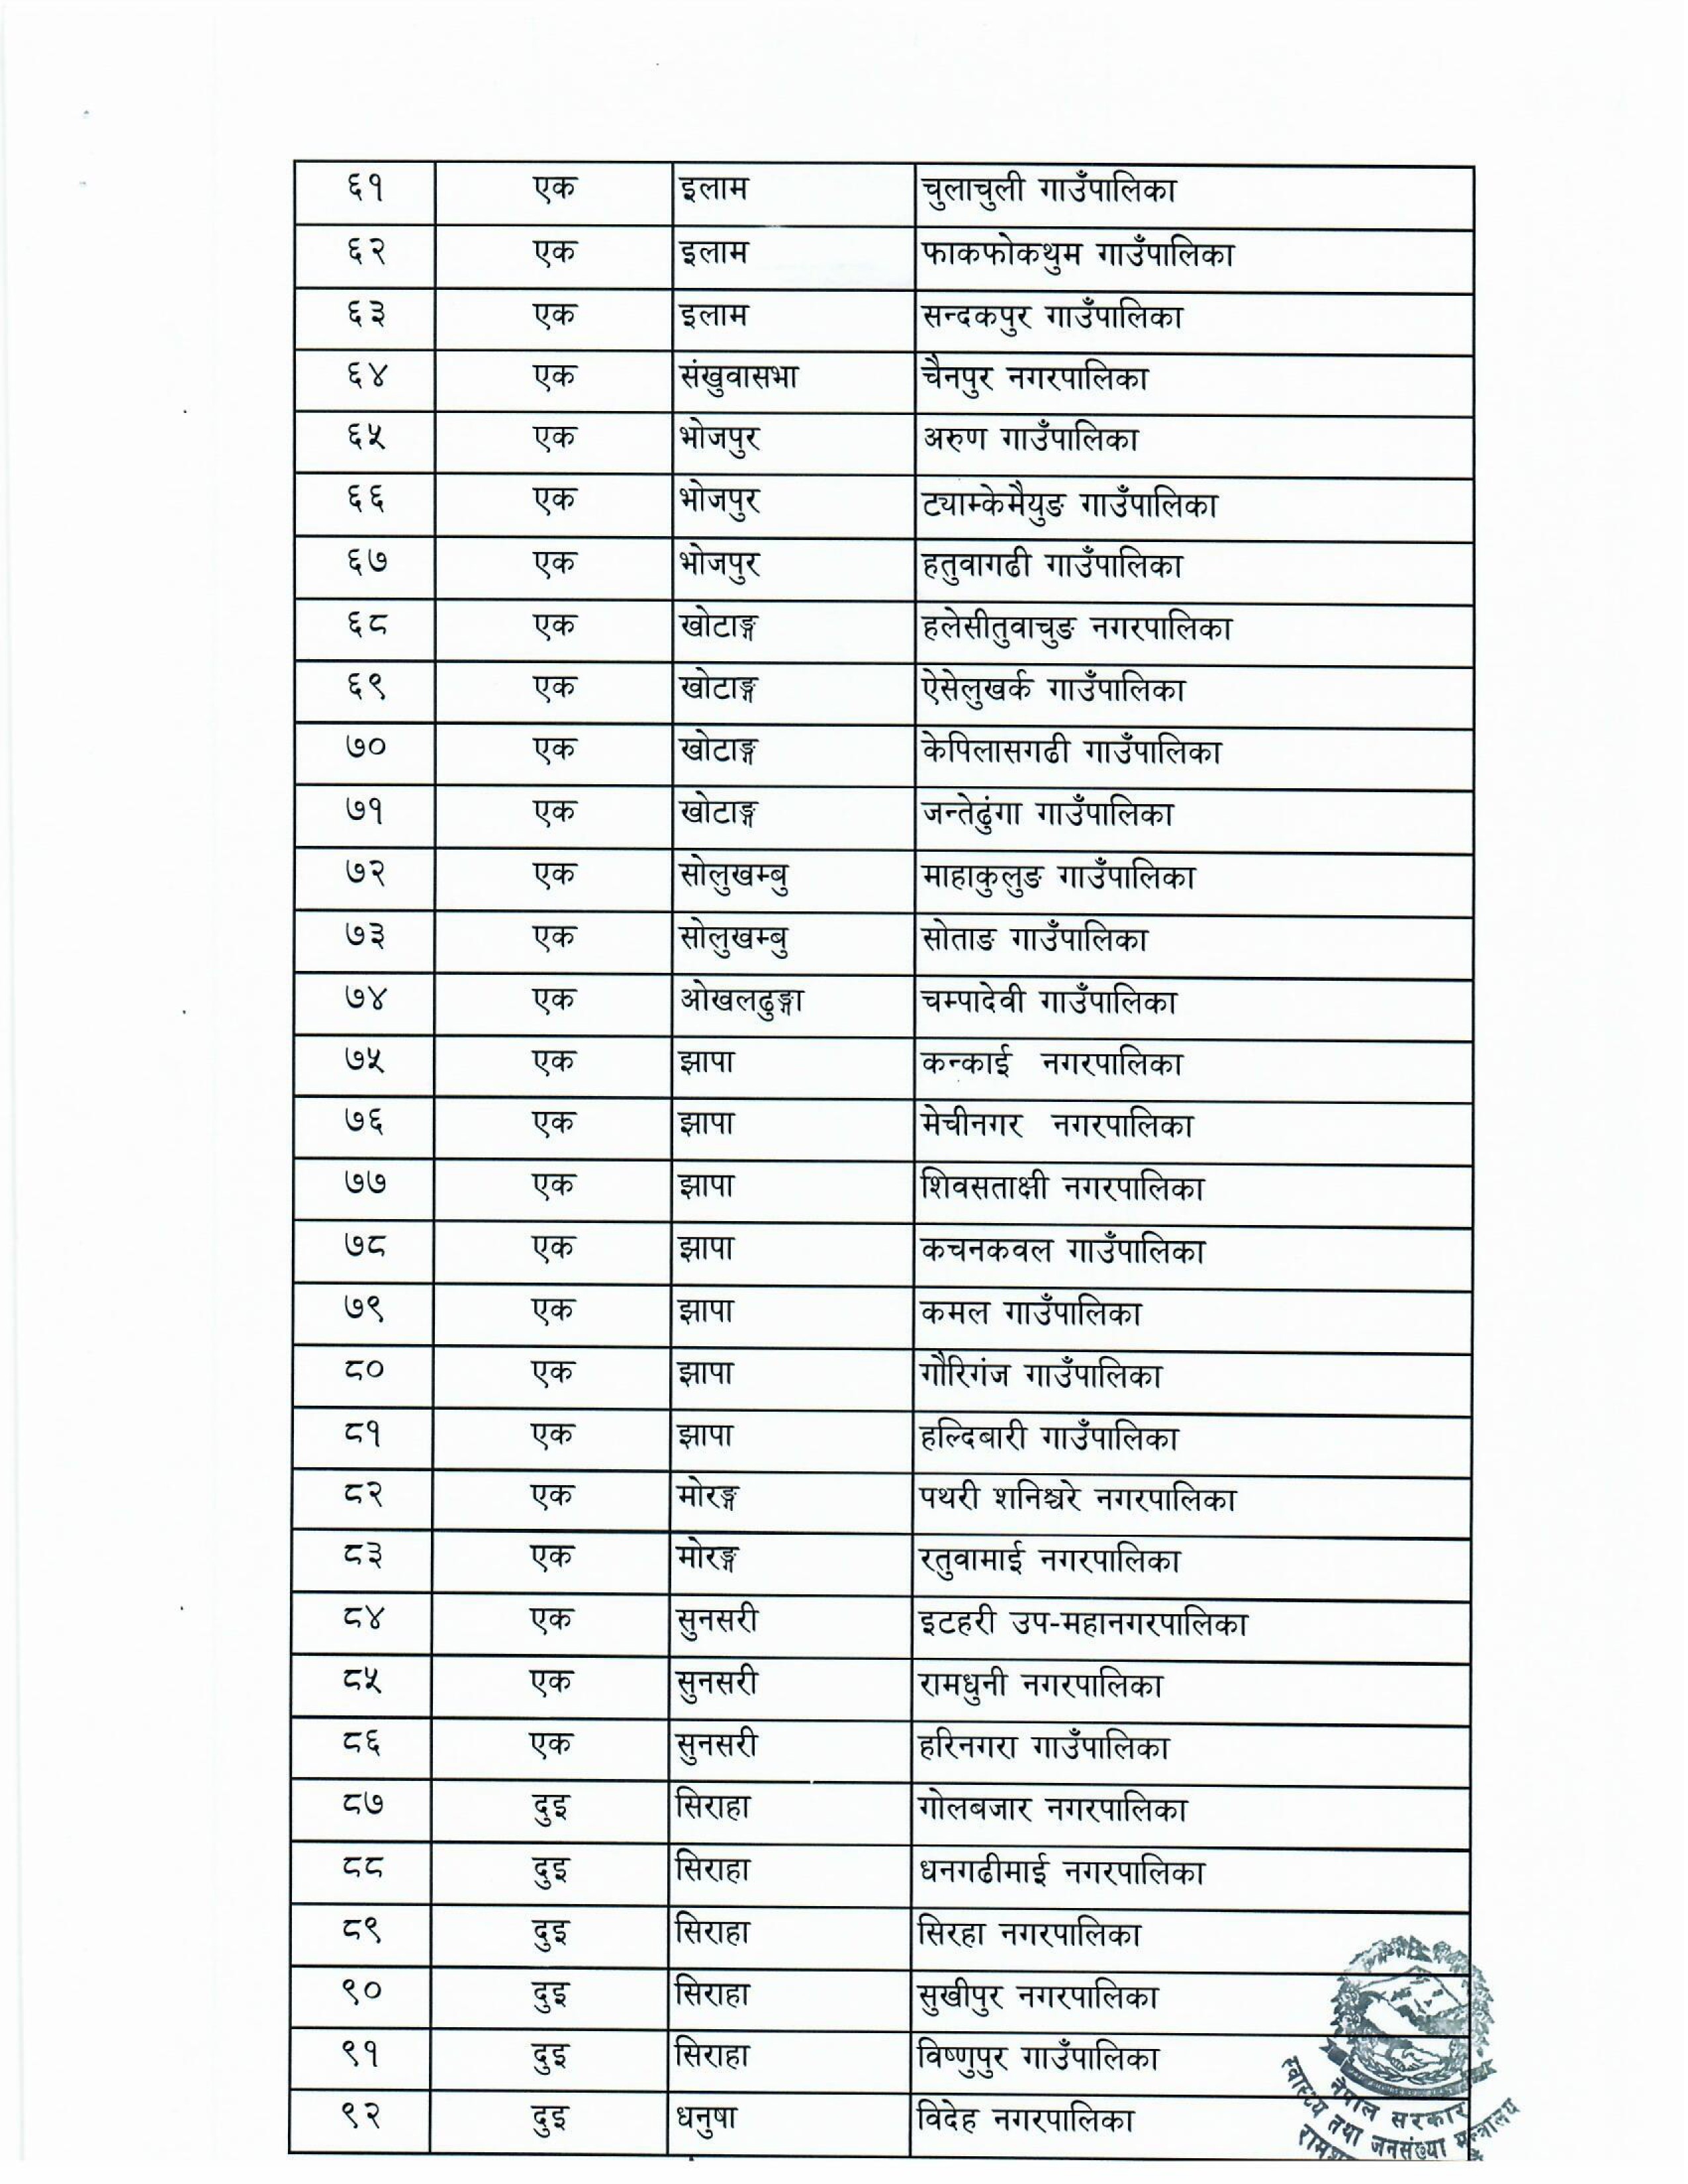 ६१ एक इलाम चुलाचुली गाउँपालिका
६२ एक इलाम फाकफोकथुम गाउँपालिका
६३ एक इलाम सन्दकपुर गाउँपालिका
६४ एक संखुवासभा चैनपुर नगरपालिका
६५ एक भोजपुर अरुण गाउँपालिका
६६ एक भोजपुर ट्याम्केमैयुङ गाउँपालिका
६७ एक भोजपुर हतुवागढी गाउँपालिका
६८ एक खोटाङ्ग हलेसीतुवाचुङ नगरपालिका
६९ एक खोटाङ्ग ऐसेलुखर्क गाउँपालिका
७० एक खोटाङ्ग केपिलासगढी गाउँपालिका
७१ एक खोटाङ्ग जन्तेढुंगा गाउँपालिका
७२ एक सोलुखम्बु माहाकुलुङ गाउँपालिका
७३ एक सोलुखम्बु सोताङ गाउँपालिका
७४ एक ओखलढुङ्गा चम्पादेवी गाउँपालिका
७५ एक झापा कन्काई नगरपालिका
७६ एक झापा मेचीनगर नगरपालिका
७७ एक झापा शिवसताक्षी नगरपालिका
७८ एक झापा कचनकवल गाउँपालिका
७९ एक झापा कमल गाउँपालिका
८० एक झापा गौरिगंज गाउँपालिका
८१ एक झापा हल्दिबारी गाउँपालिका
८२ एक मोरङ्ग पथरी शनिश्चरे नगरपालिका
८३ एक मोरङ्ग रतुवामाई नगरपालिका
८४ एक सुनसरी इटहरी उप-महानगरपालिका
८५ एक सुनसरी रामधुनी नगरपालिका
८६ एक सुनसरी हरिनगरा गाउँपालिका
८७ दुइ सिराहा गोलबजार नगरपालिका
८८ दुइ सिराहा धनगढीमाई नगरपालिका
८९ दुइ सिराहा सिरहा नगरपालिका
९० दुइ सिराहा सुखीपुर नगरपालिका
९१ दुइ सिराहा विष्णुपुर गाउँपालिका
९२ दुइ धनुषा विदेह नगरपालिका
नेपाल सरकार
स्वास्थ्य तथा जनसंख्या मन्त्रालय